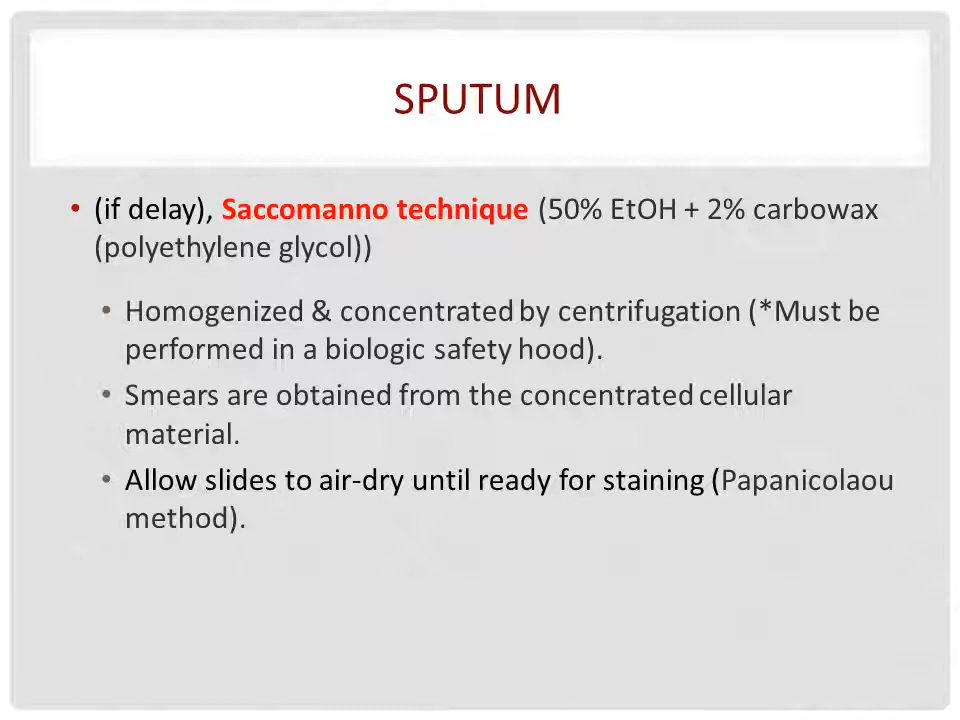 SPUTUM
• (if delay), Saccomanno technique (50% EtOH + 2% carbowax
(polyethylene glycol))
• Homogenized & concentrated by centrifugation (*Must be
performed in a biologic safety hood).
• Smears are obtained from the concentrated cellular
material.
• Allow slides to air-dry until ready for staining (Papanicolaou
method).